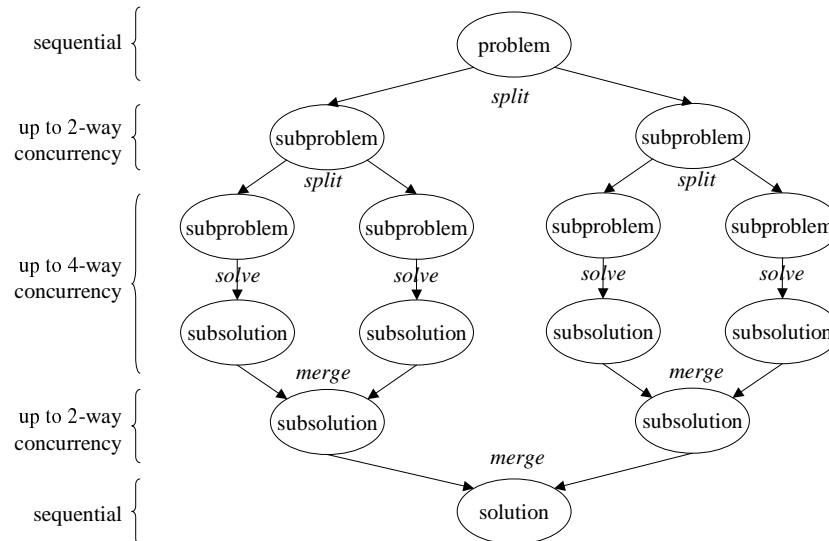 sequential
problem
split
up to 2-way
concurrency
subproblem
subproblem
split
split
up to 4-way
concurrency
subproblem
subproblem
subproblem
subproblem
solve
solve
solve
solve
subsolution
subsolution
subsolution
subsolution
merge
merge
up to 2-way
concurrency
subsolution
subsolution
merge
sequential
solution